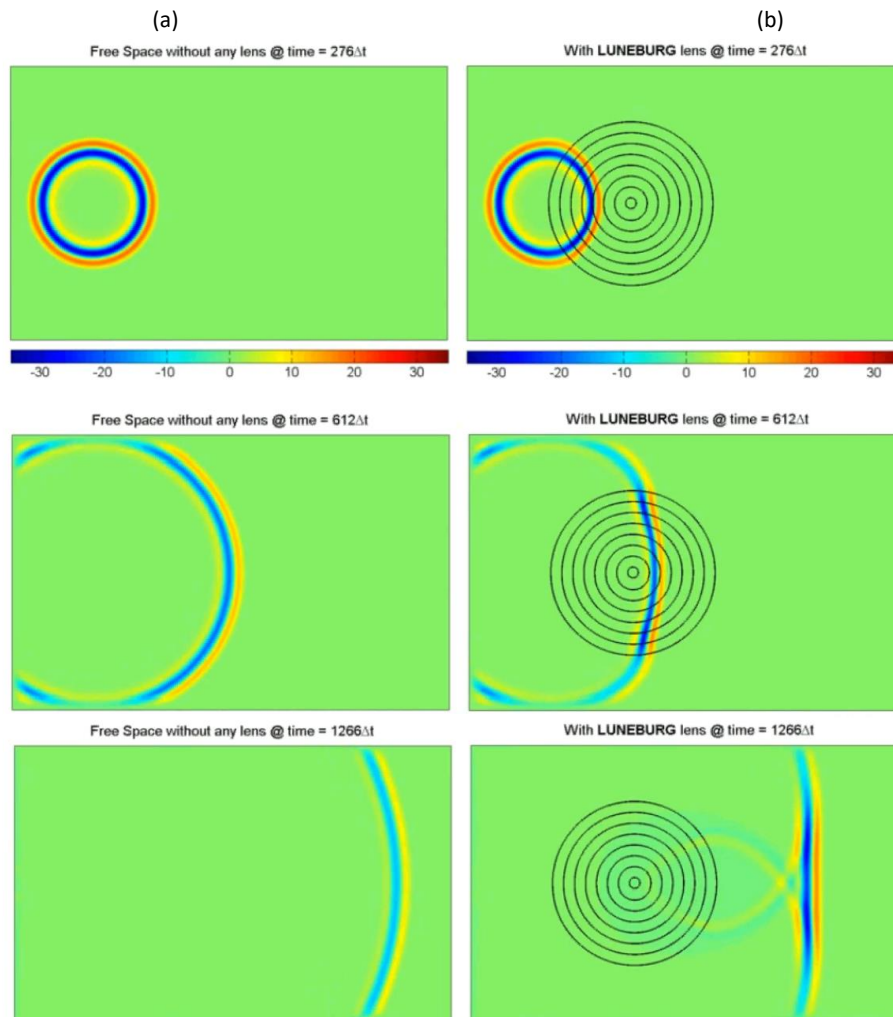 (a)
(b)
Free Space without any lens @ time = 276Δt
With LUNEBURG lens @ time = 276Δt
-30 -20 -10 0 10 20 30
-30 -20 -10 0 10 20 30
Free Space without any lens @ time = 612Δt
With LUNEBURG lens @ time = 612Δt
Free Space without any lens @ time = 1266Δt
With LUNEBURG lens @ time = 1266Δt